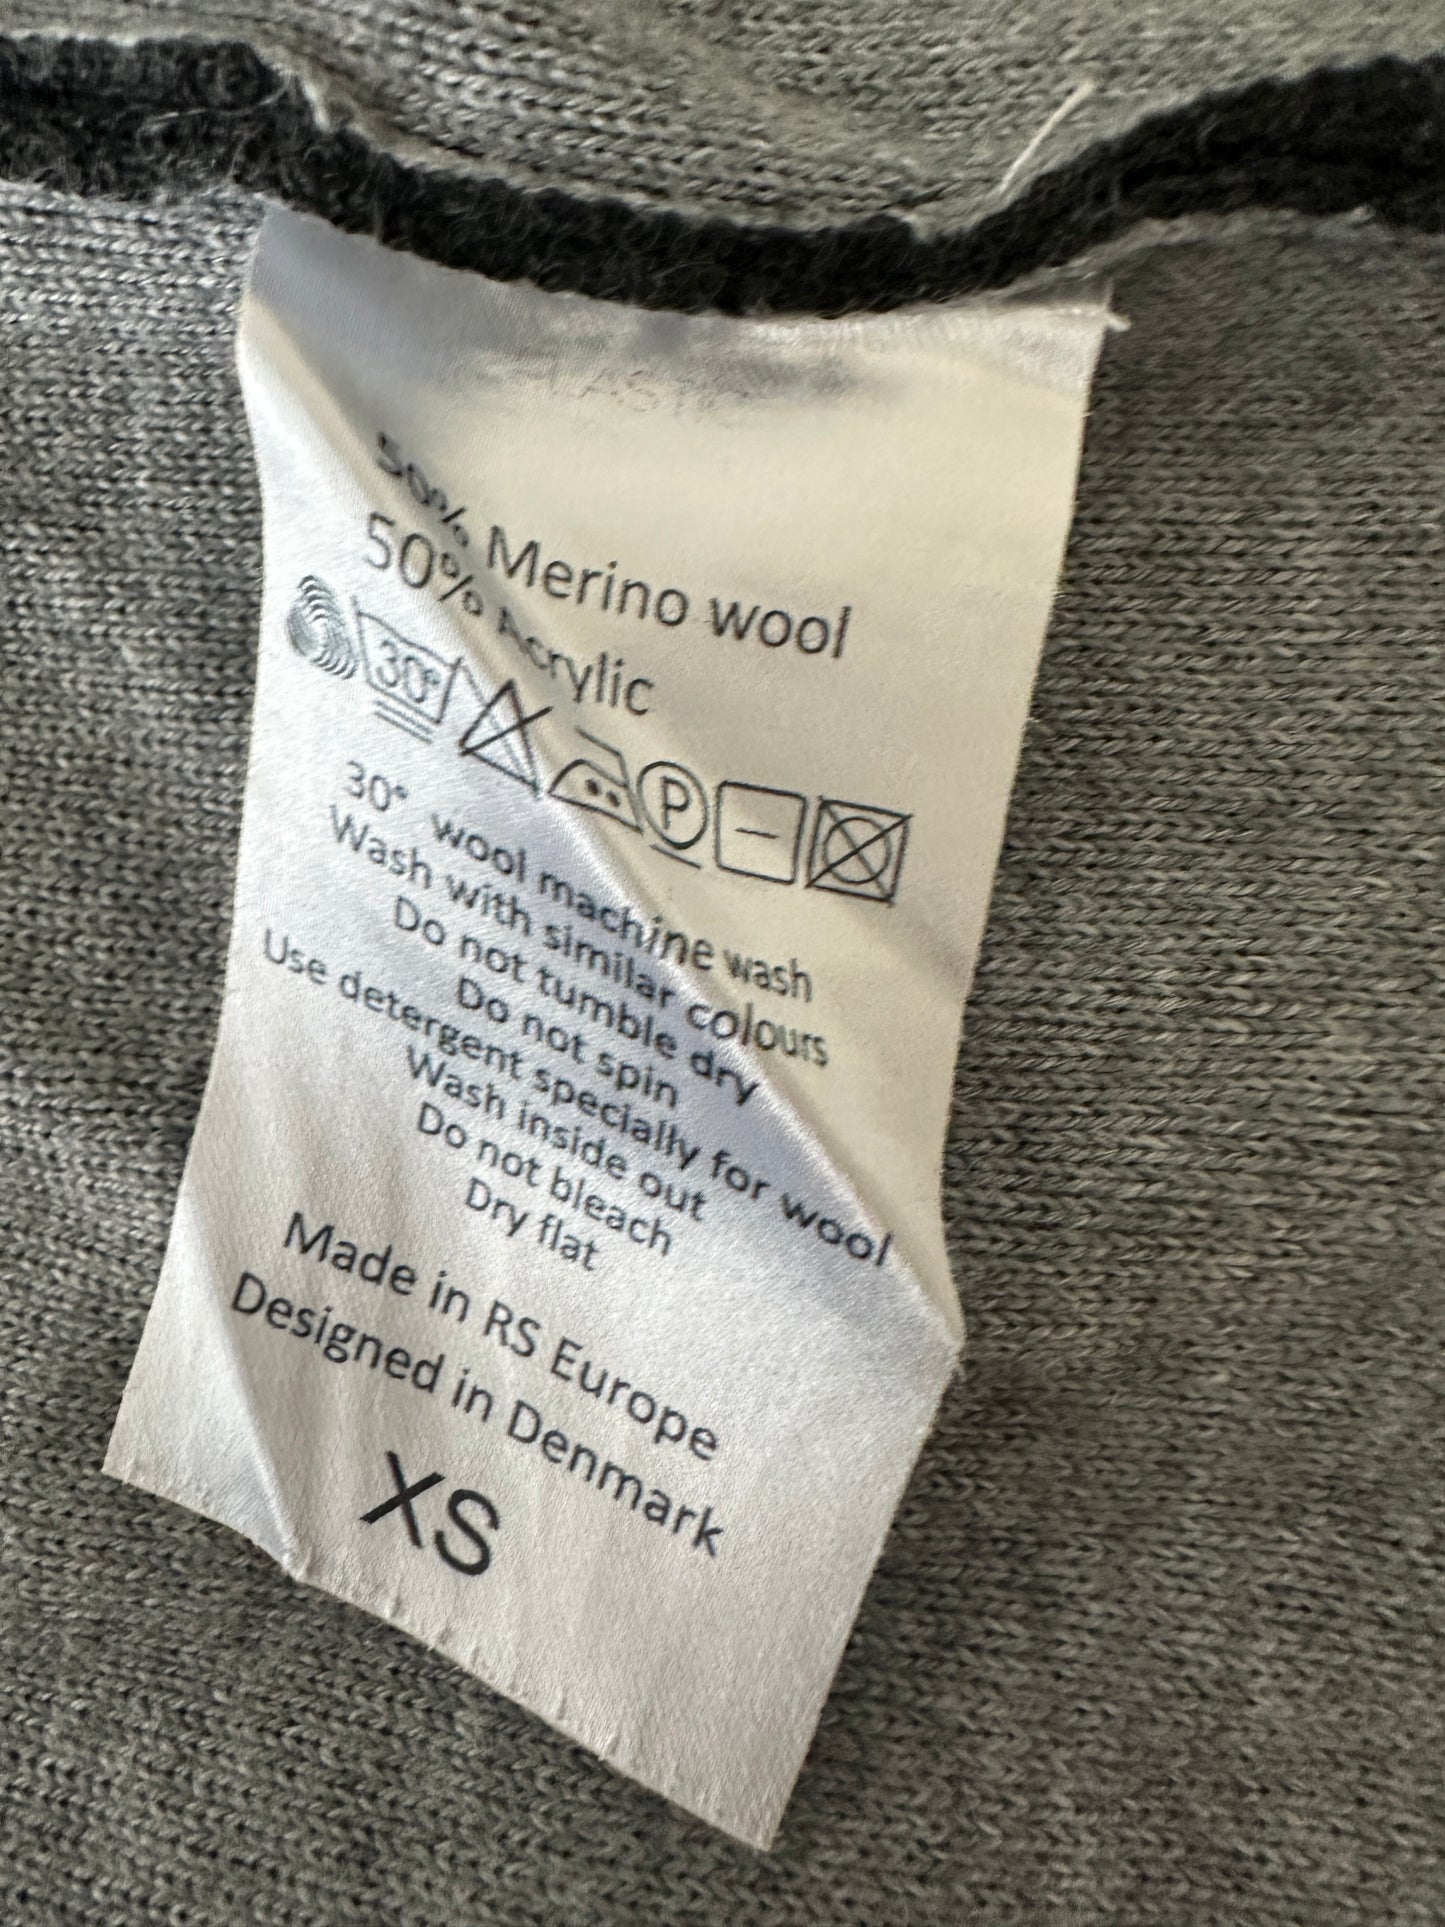 50% Merino wool
50% Acrylic
30°
P
30° wool machine wash
Wash with similar colours
Do not tumble dry
Do not spin
Use detergent specially for wool
Wash inside out
Do not bleach
Dry flat
Made in RS Europe
Designed in Denmark
XS